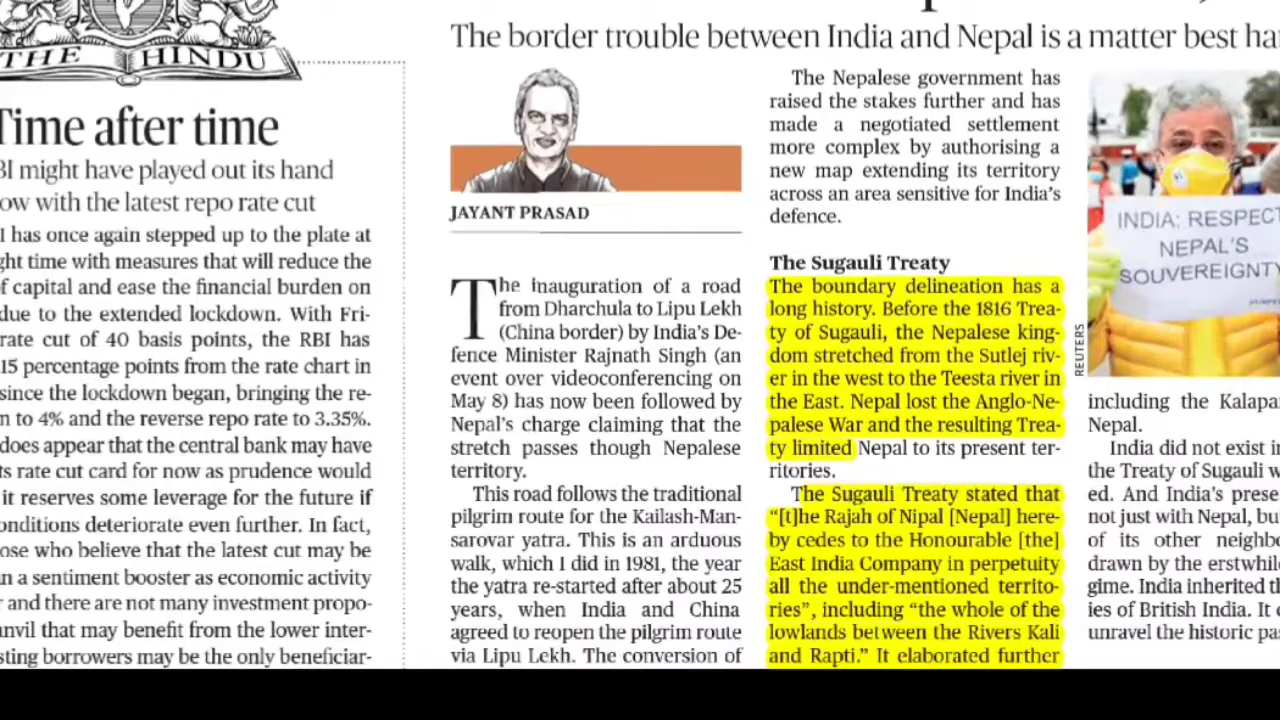 THE HINDU
Time after time
BI might have played out its hand
ow with the latest repo rate cut
I has once again stepped up to the plate at
ght time with measures that will reduce the
f capital and ease the financial burden on
due to the extended lockdown. With Fri-
rate cut of 40 basis points, the RBI has
15 percentage points from the rate chart in
since the lockdown began, bringing the re-
n to 4% and the reverse repo rate to 3.35%.
does appear that the central bank may have
ts rate cut card for now as prudence would
it reserves some leverage for the future if
onditions deteriorate even further. In fact,
ose who believe that the latest cut may be
n a sentiment booster as economic activity
r and there are not many investment propo-
anvil that may benefit from the lower inter-
sting borrowers may be the only beneficiar-
The border trouble between India and Nepal is a matter best ha
JAYANT PRASAD
The inauguration of a road
from Dharchula to Lipu Lekh
(China border) by India's De-
fence Minister Rajnath Singh (an
event over videoconferencing on
May 8) has now been followed by
Nepal's charge claiming that the
stretch passes though Nepalese
territory.
This road follows the traditional
pilgrim route for the Kailash-Man-
sarovar yatra. This is an arduous
walk, which I did in 1981, the year
the yatra re-started after about 25
years, when India and China
agreed to reopen the pilgrim route
via Lipu Lekh. The conversion of
The Nepalese government has
raised the stakes further and has
made a negotiated settlement
more complex by authorising a
new map extending its territory
across an area sensitive for India's
defence.
The Sugauli Treaty
The boundary delineation has a
long history. Before the 1816 Trea-
ty of Sugauli, the Nepalese king-
dom stretched from the Sutlej riv-
er in the west to the Teesta river in
the East. Nepal lost the Anglo-Ne-
palese War and the resulting Trea-
ty limited Nepal to its present ter-
ritories.
The Sugauli Treaty stated that
"[t]he Rajah of Nipal [Nepal] here-
by cedes to the Honourable [the]
East India Company in perpetuity
all the under-mentioned territo-
ries", including "the whole of the
lowlands between the Rivers Kali
and Rapti." It elaborated further
INDIA: RESPECT
NEPAL'S
SOUVEREIGNTY
REUTERS
including the Kalapa
Nepal.
India did not exist i
the Treaty of Sugauli w
ed. And India's prese
not just with Nepal, bu
of its other neighbo
drawn by the erstwhile
gime. India inherited th
ies of British India. It c
unravel the historic pa